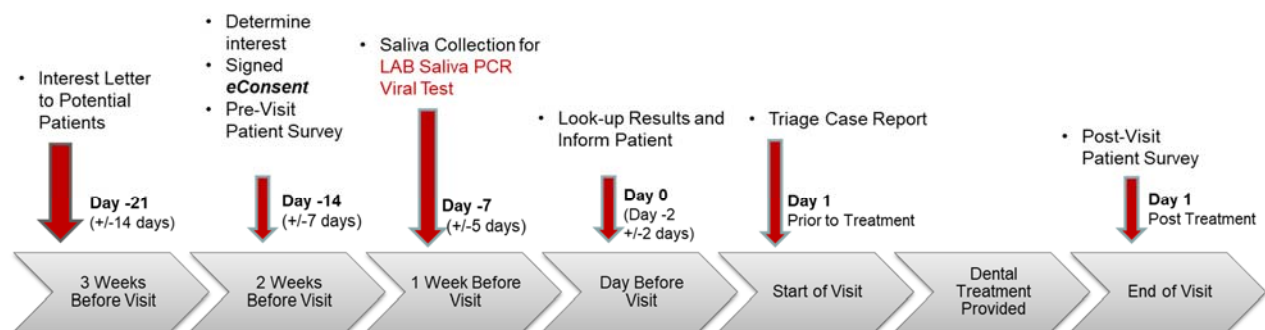 • Interest Letter
to Potential
Patients
Day -21
(+/-14 days)
3 Weeks
Before Visit
• Determine
interest
• Signed
eConsent
• Pre-Visit
Patient Survey
Day -14
(+/-7 days)
2 Weeks
Before Visit
• Saliva Collection for
LAB Saliva PCR
Viral Test
Day -7
(+/-5 days)
1 Week Before
Visit
• Look-up Results and
Inform Patient
Day 0
(Day -2
+/-2 days)
Day Before
Visit
• Triage Case Report
Day 1
Prior to Treatment
Start of Visit
Dental
Treatment
Provided
• Post-Visit
Patient Survey
Day 1
Post Treatment
End of Visit